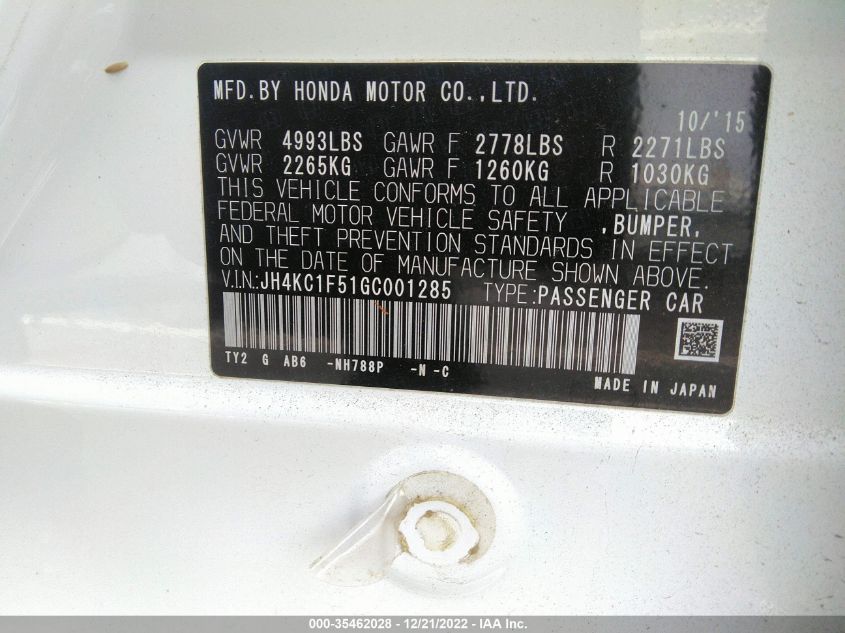 MFD.BY HONDA MOTOR CO.,LTD.
10/'15
GVWR 4993LBS GAWR F 2778LBS R 2271LBS
GVWR 2265KG GAWR F 1260KG R 1030KG
THIS VEHICLE CONFORMS TO ALL APPLICABLE
FEDERAL MOTOR VEHICLE SAFETY ,BUMPER,
AND THEFT PREVENTION STANDARDS IN EFFECT
ON THE DATE OF MANUFACTURE SHOWN ABOVE.
V.I.N:JH4KC1F51GC001285 TYPE:PASSENGER CAR
TY2 G AB6 -NH788P -N -C
MADE IN JAPAN
000-35462028 - 12/21/2022 - IAA Inc.